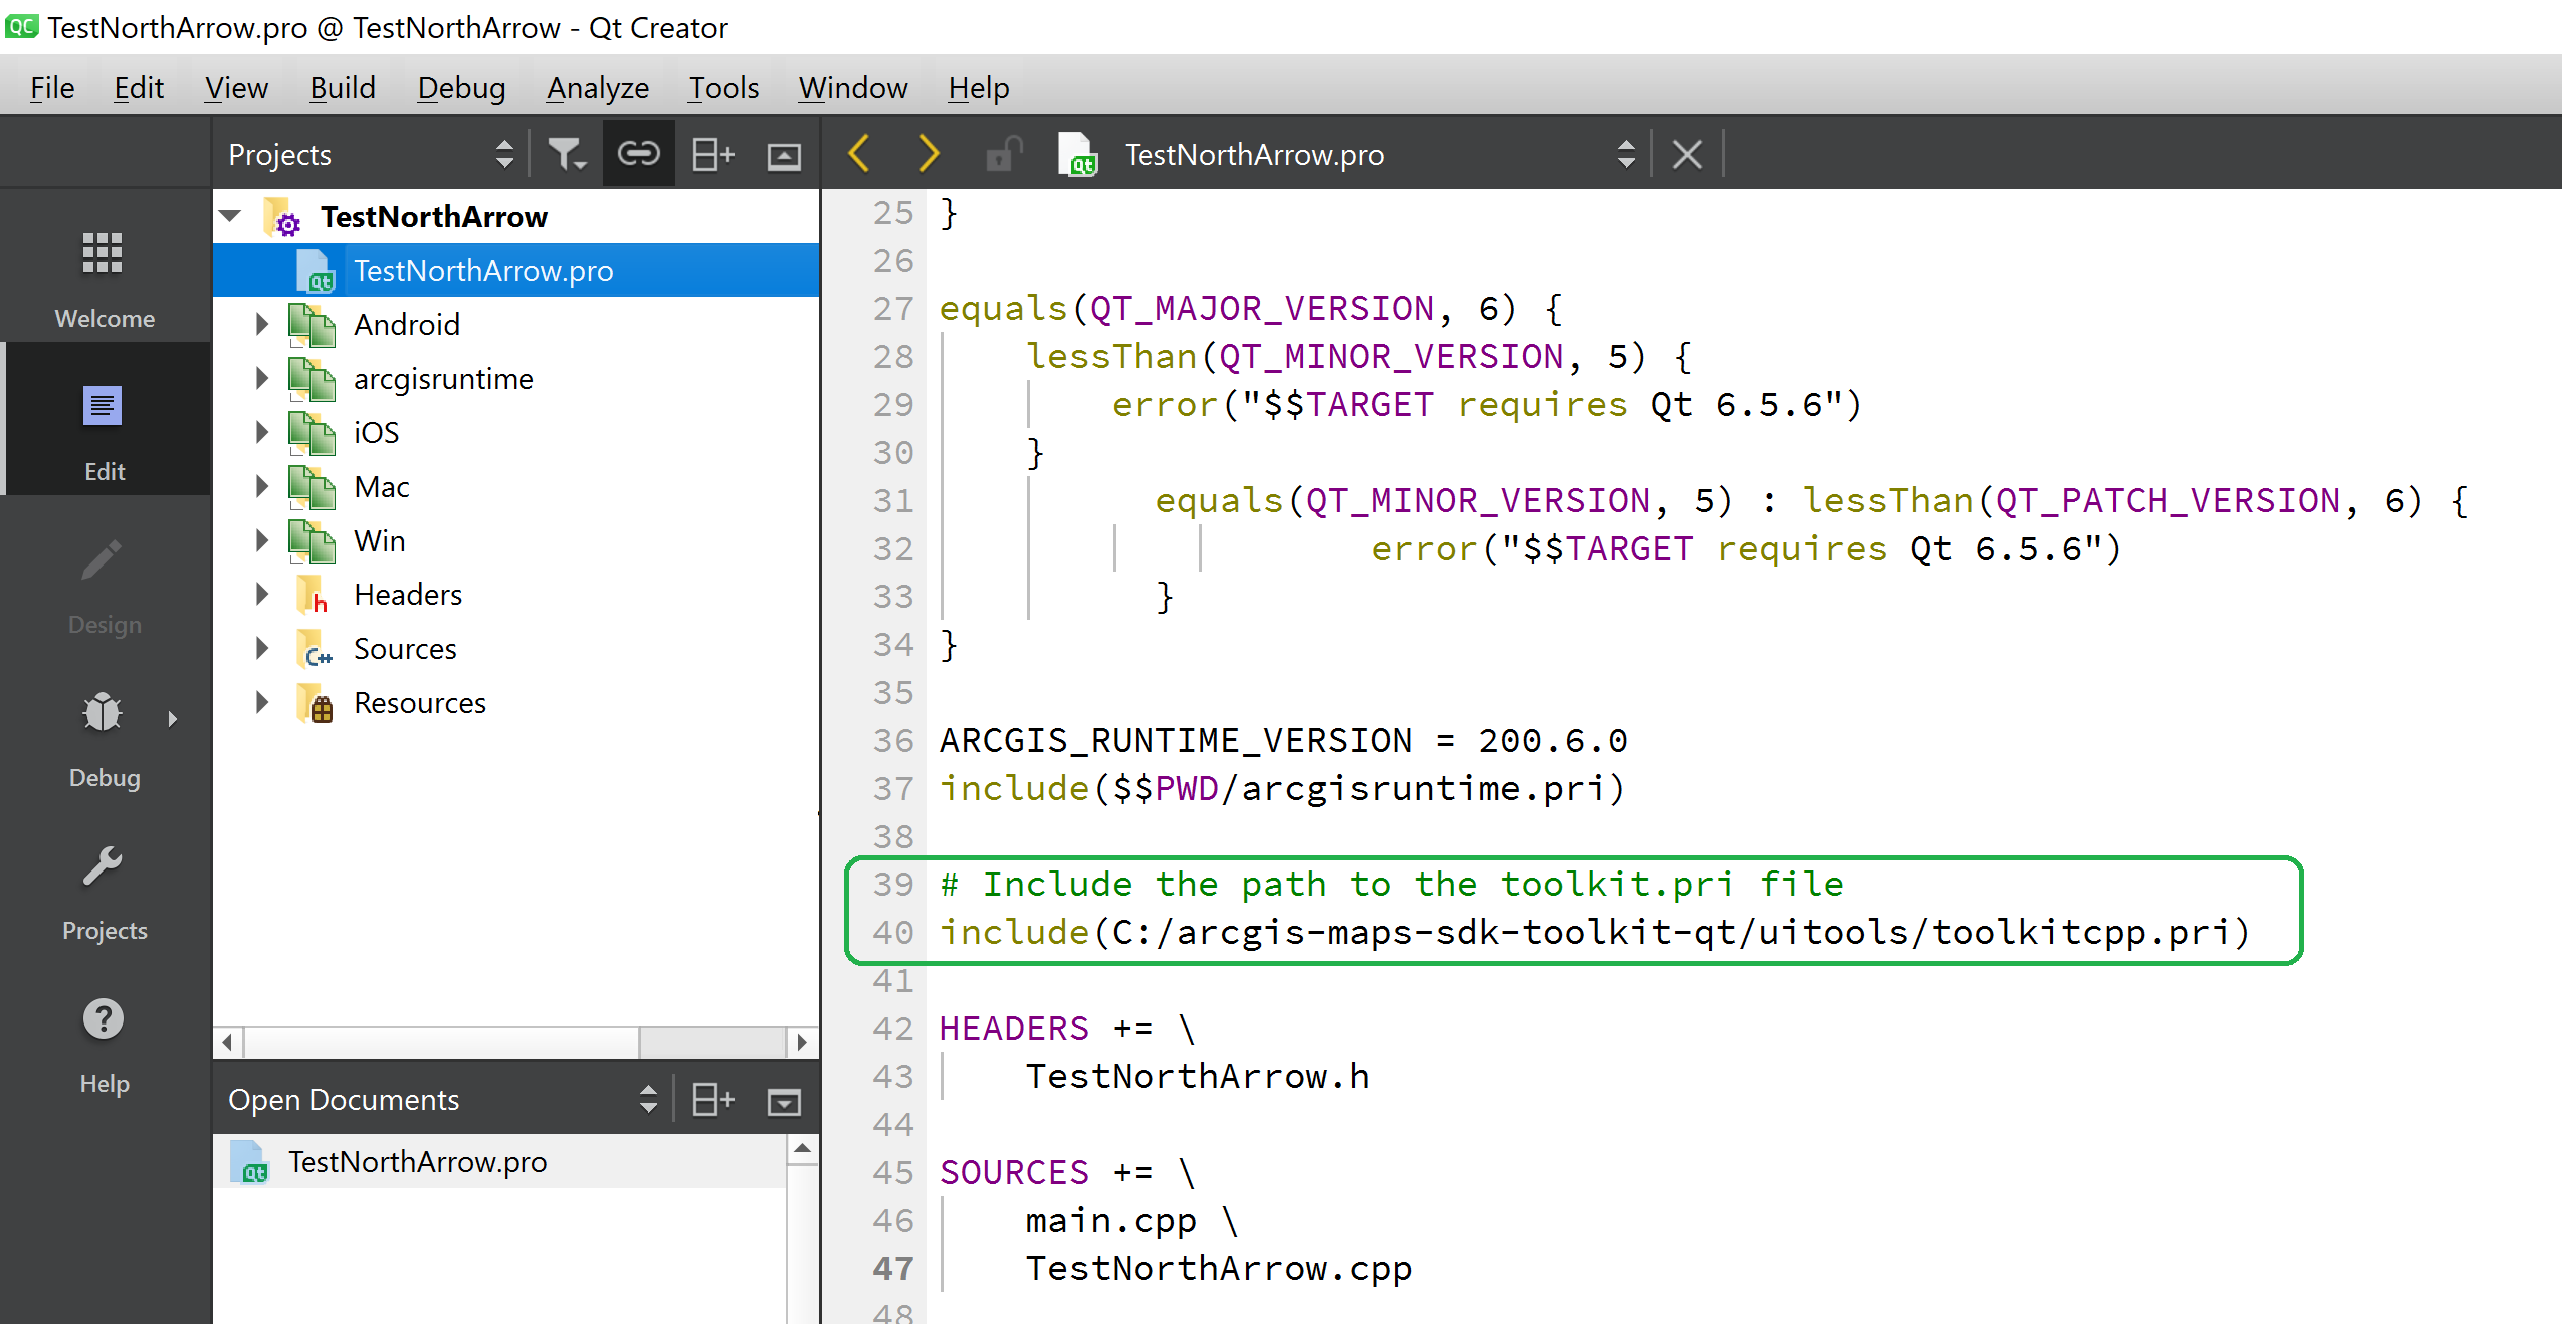 QC TestNorthArrow.pro @ TestNorthArrow - Qt Creator
File Edit View Build Debug Analyze Tools Window Help
Projects
TestNorthArrow.pro
Welcome
Edit
Design
Debug
Projects
Help
TestNorthArrow
Qt TestNorthArrow.pro
Android
arcgisruntime
iOS
Mac
Win
h Headers
C++ Sources
Resources
Open Documents
Qt TestNorthArrow.pro
25 }
26
27 equals(QT_MAJOR_VERSION, 6) {
28     lessThan(QT_MINOR_VERSION, 5) {
29         error("$$TARGET requires Qt 6.5.6")
30     }
31           equals(QT_MINOR_VERSION, 5) : lessThan(QT_PATCH_VERSION, 6) {
32                     error("$$TARGET requires Qt 6.5.6")
33           }
34 }
35
36 ARCGIS_RUNTIME_VERSION = 200.6.0
37 include($$PWD/arcgisruntime.pri)
38
39 # Include the path to the toolkit.pri file
40 include(C:/arcgis-maps-sdk-toolkit-qt/uitools/toolkitcpp.pri)
41
42 HEADERS += \
43     TestNorthArrow.h
44
45 SOURCES += \
46     main.cpp \
47     TestNorthArrow.cpp
48